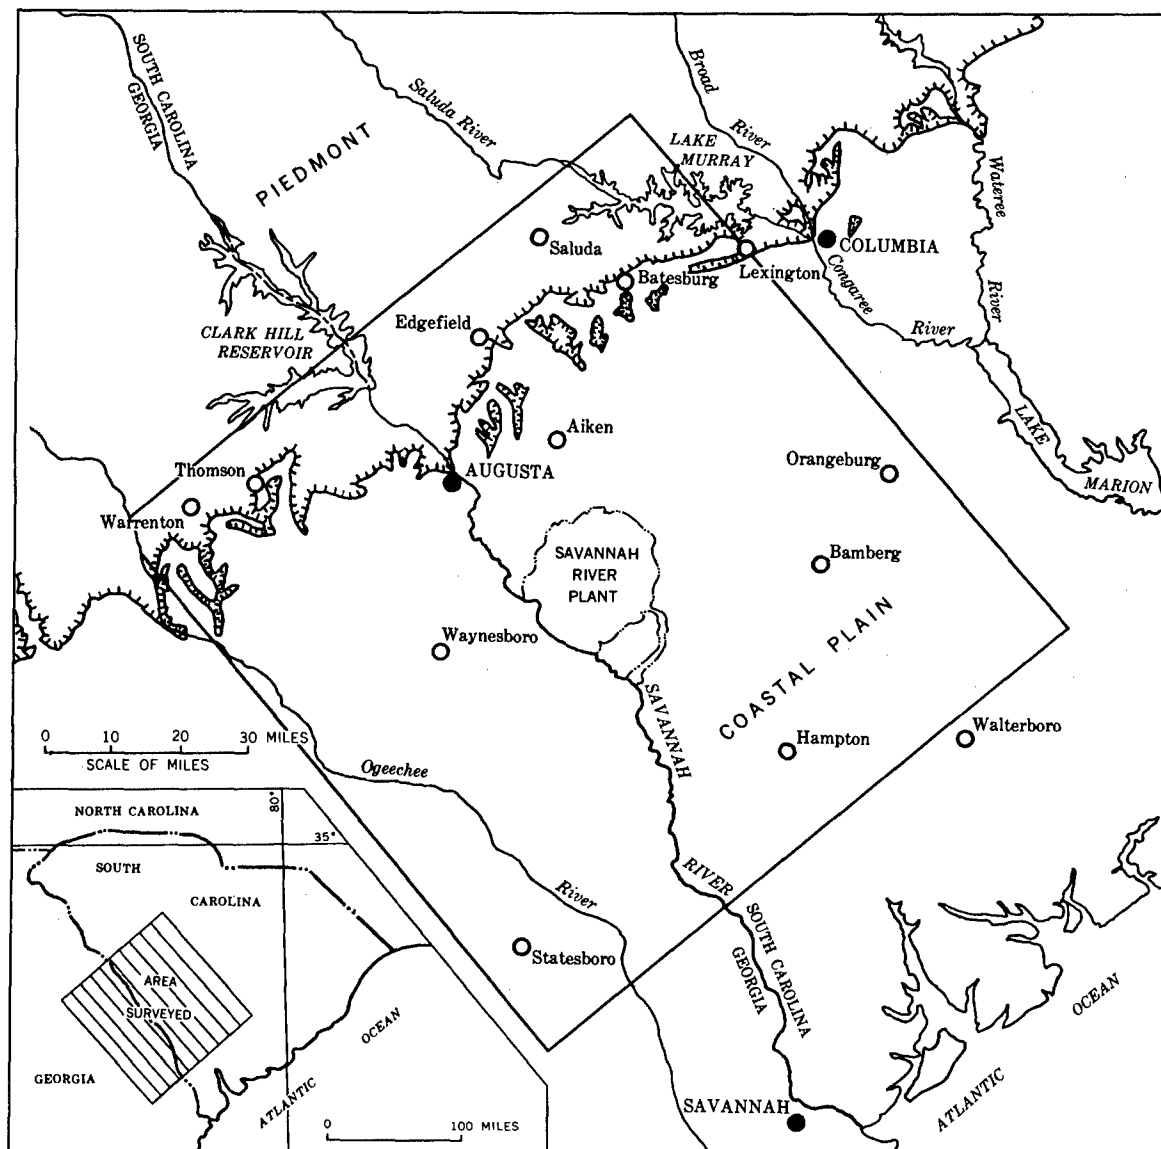 SOUTH CAROLINA
GEORGIA
PIEDMONT
Saluda River
Broad
River
LAKE
MURRAY
Wateree
River
Saluda
COLUMBIA
Lexington
Batesburg
Congaree
River
Edgefield
CLARK HILL
RESERVOIR
LAKE
MARION
Aiken
Orangeburg
Thomson
AUGUSTA
Warrenton
SAVANNAH
RIVER
PLANT
Bamberg
Waynesboro
COASTAL PLAIN
SAVANNAH
RIVER
Walterboro
Hampton
0 10 20 30 MILES
SCALE OF MILES
Ogeechee
River
SOUTH CAROLINA
GEORGIA
Statesboro
OCEAN
ATLANTIC
SAVANNAH
80°
NORTH CAROLINA
35°
SOUTH
CAROLINA
AREA
SURVEYED
GEORGIA
OCEAN
ATLANTIC
0 100 MILES